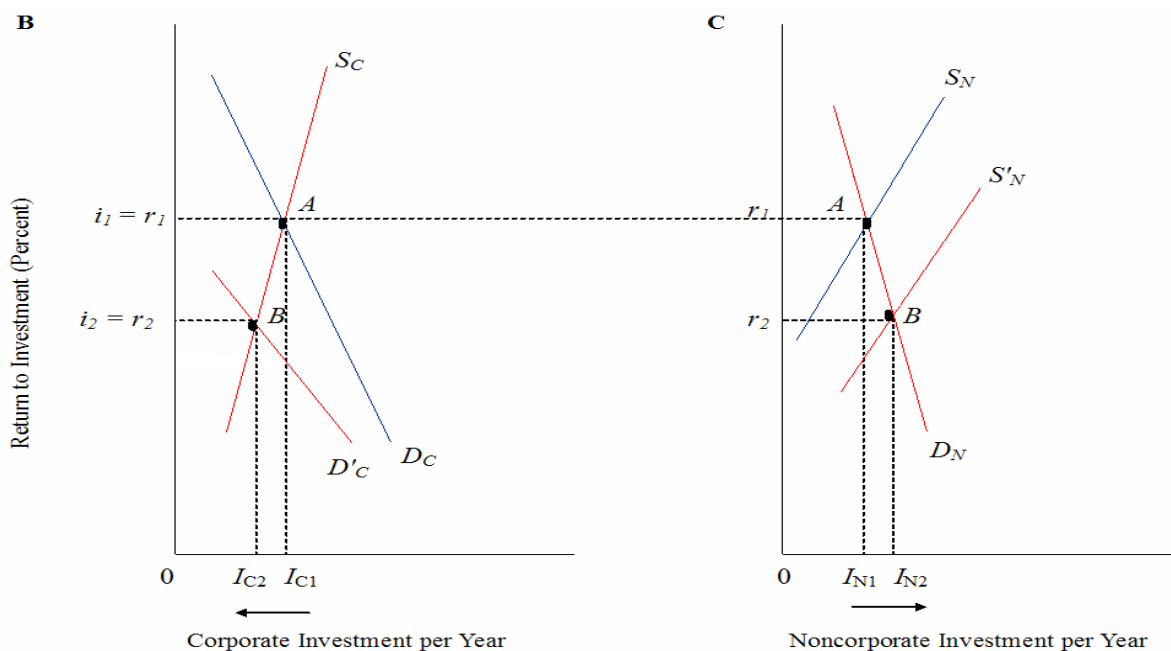 B
C
Return to Investment (Percent)
S_C
S_N
S'_N
i_1 = r_1
A
r_1
A
i_2 = r_2
B
r_2
B
D'_C
D_C
D_N
0
I_C2
I_C1
0
I_N1
I_N2
Corporate Investment per Year
Noncorporate Investment per Year